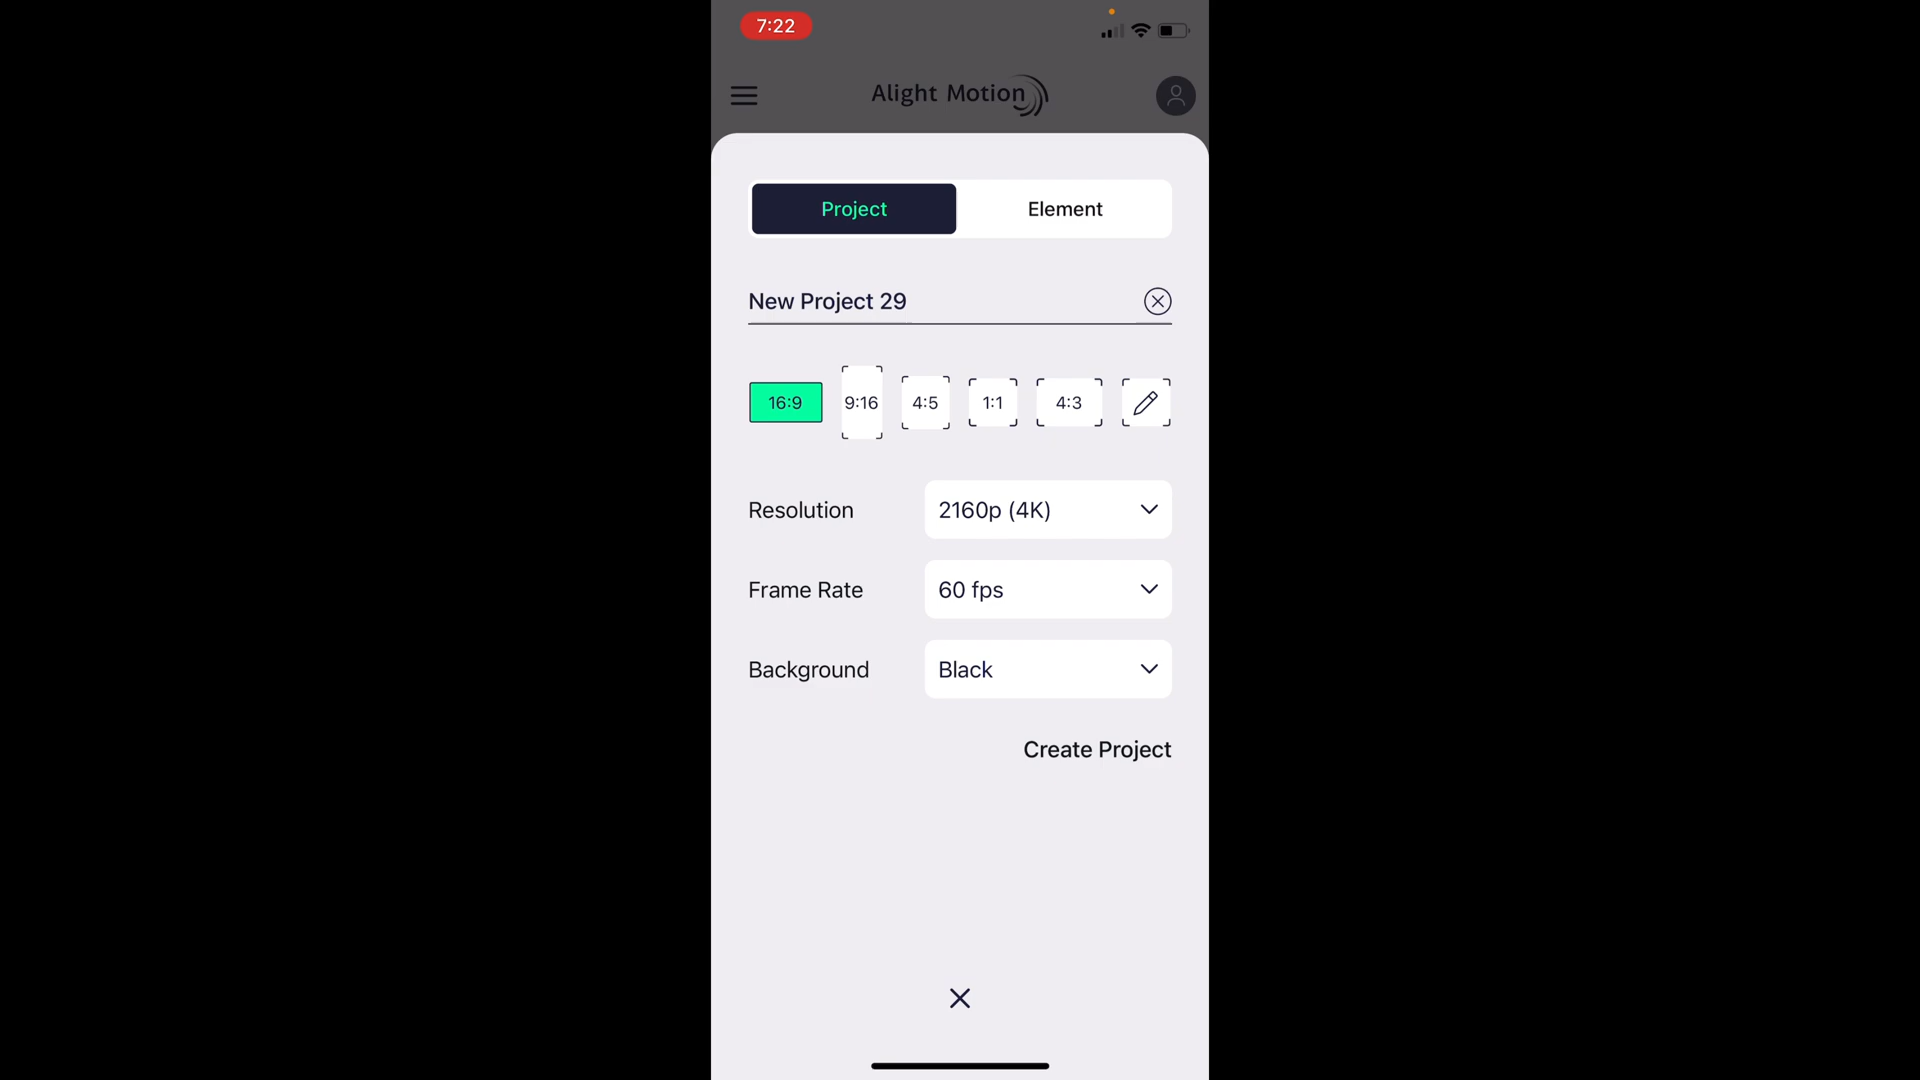 7:22
Alight Motion
Project Element
New Project 29
16:9 9:16 4:5 1:1 4:3
Resolution 2160p (4K)
Frame Rate 60 fps
Background Black
Create Project